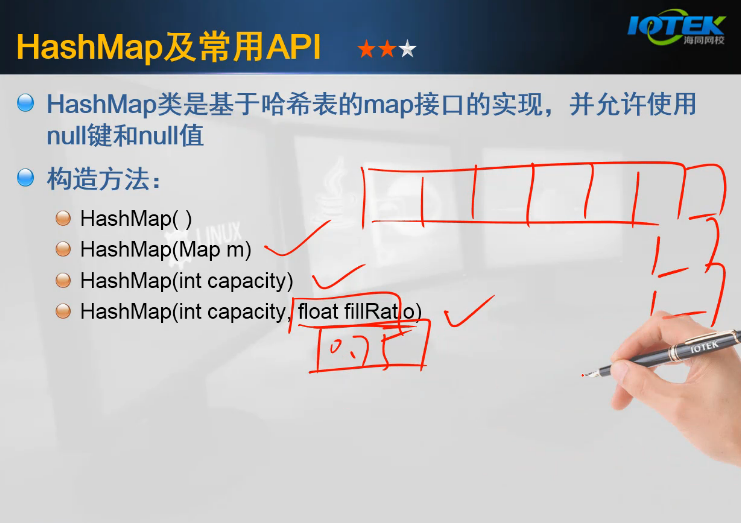 HashMap及常用API
IOTEK
海同网校
HashMap类是基于哈希表的map接口的实现，并允许使用
null键和null值
构造方法：
HashMap( )
LINUX
HashMap(Map m)
HashMap(int capacity)
HashMap(int capacity, float fillRatio)
0.75
IOTEK